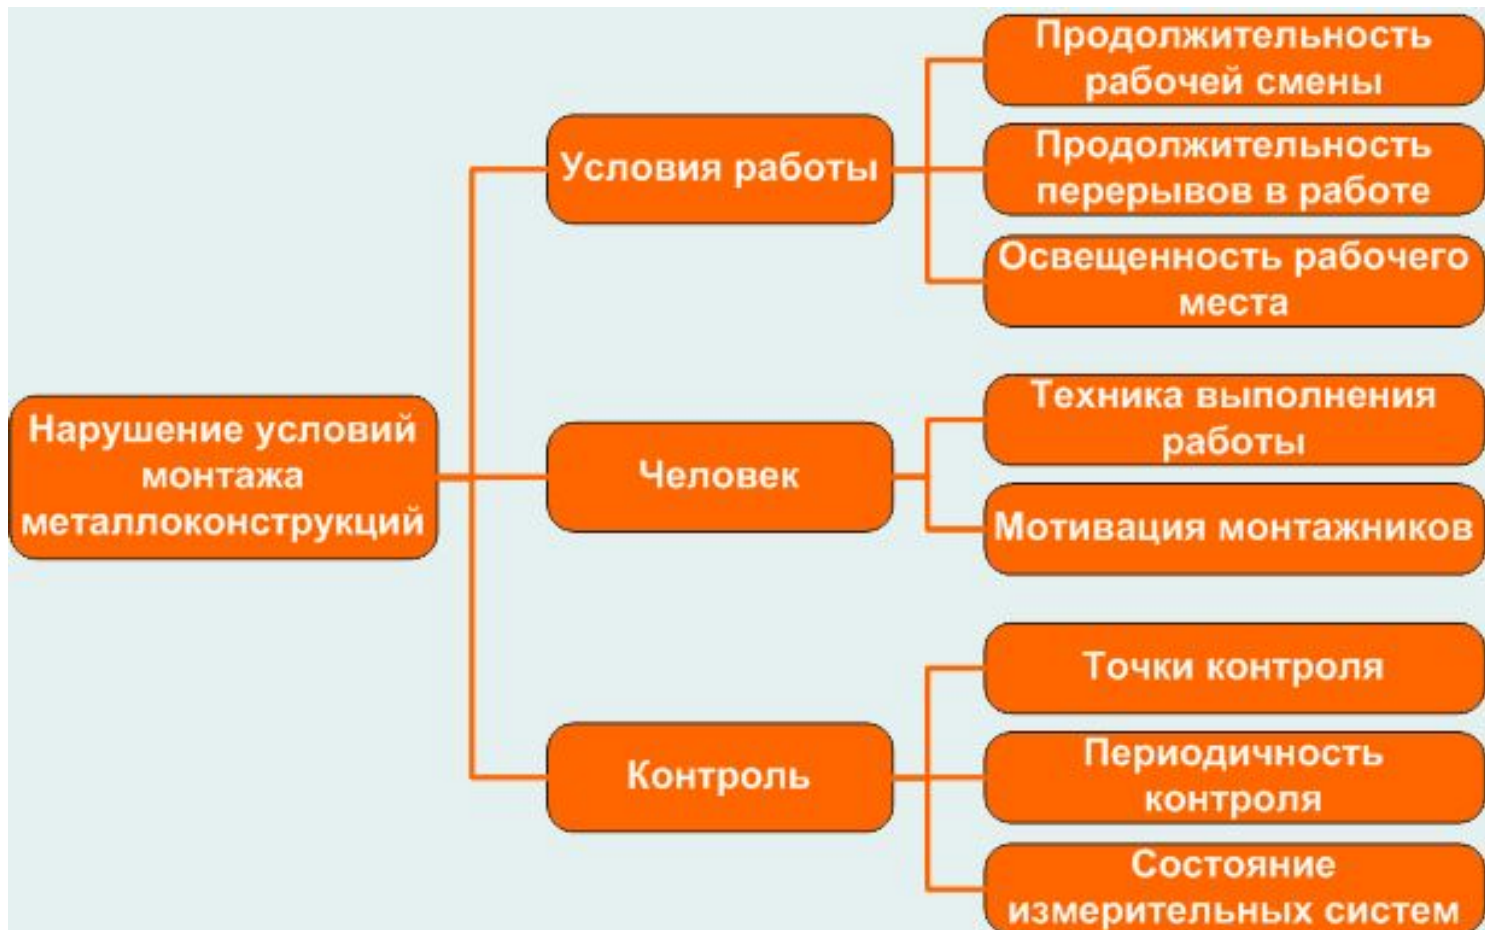 Продолжительность
рабочей смены
Условия работы
Продолжительность
перерывов в работе
Освещенность рабочего
места
Нарушение условий
монтажа
металлоконструкций
Человек
Техника выполнения
работы
Мотивация монтажников
Контроль
Точки контроля
Периодичность
контроля
Состояние
измерительных систем